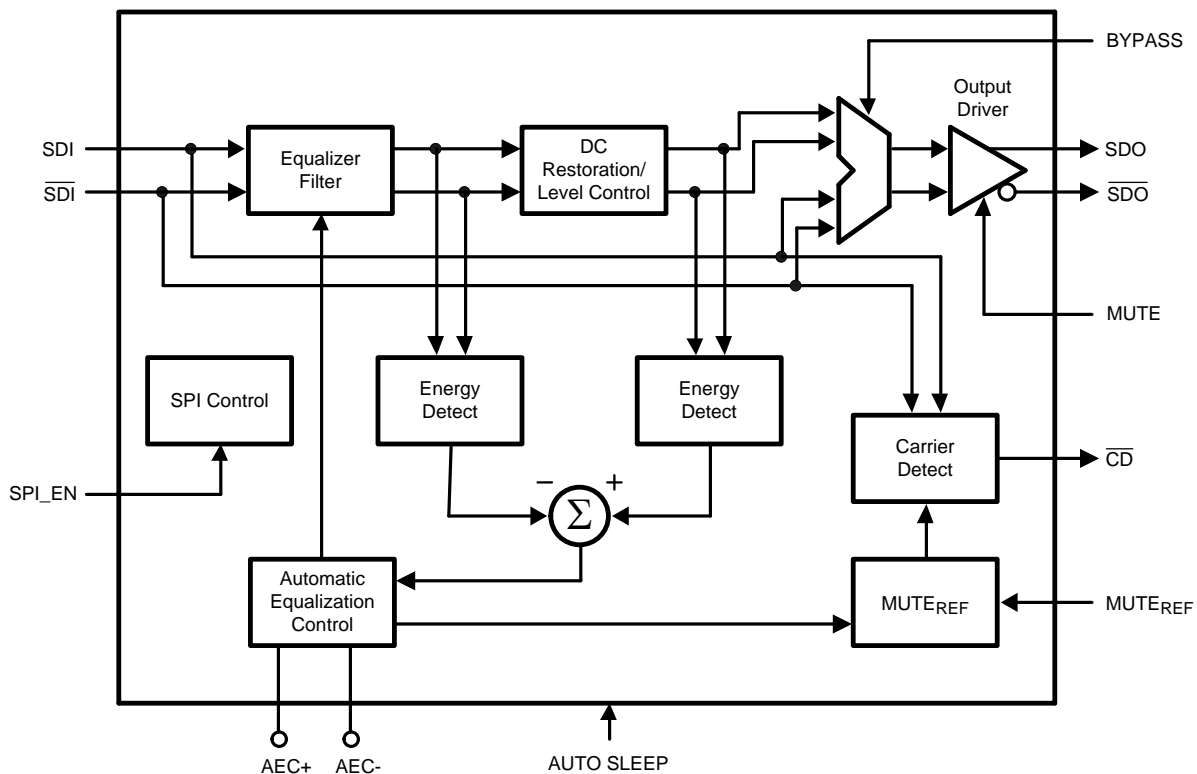 BYPASS
Output
Driver
SDI
SDI
Equalizer
Filter
DC
Restoration/
Level Control
SDO
SDO
MUTE
SPI Control
Energy
Detect
Energy
Detect
Carrier
Detect
CD
SPI_EN
− +
Σ
Automatic
Equalization
Control
MUTEREF
MUTEREF
AEC+ AEC-
AUTO SLEEP